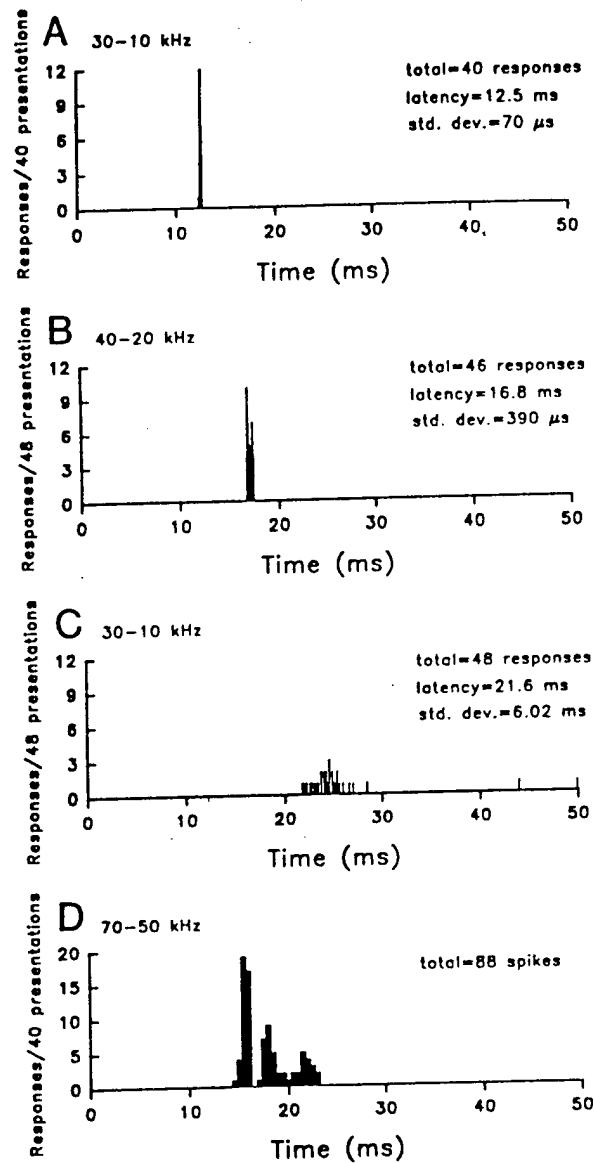 A 30-10 kHz
total=40 responses
latency=12.5 ms
std. dev.=70 µs
Responses/40 presentations
12
9
6
3
0
0 10 20 30 40 50
Time (ms)
B 40-20 kHz
total=46 responses
latency=16.8 ms
std. dev.=390 µs
Responses/48 presentations
12
9
6
3
0
0 10 20 30 40 50
Time (ms)
C 30-10 kHz
total=48 responses
latency=21.6 ms
std. dev.=6.02 ms
Responses/48 presentations
12
9
6
3
0
0 10 20 30 40 50
Time (ms)
D 70-50 kHz
total=88 spikes
Responses/40 presentations
20
15
10
5
0
0 10 20 30 40 50
Time (ms)